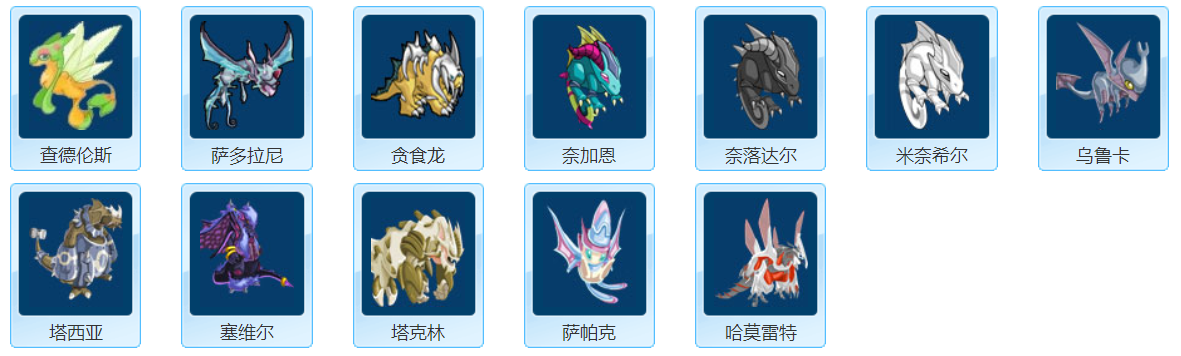 查德伦斯
萨多拉尼
贪食龙
奈加恩
奈落达尔
米奈希尔
乌鲁卡
塔西亚
塞维尔
塔克林
萨帕克
哈莫雷特